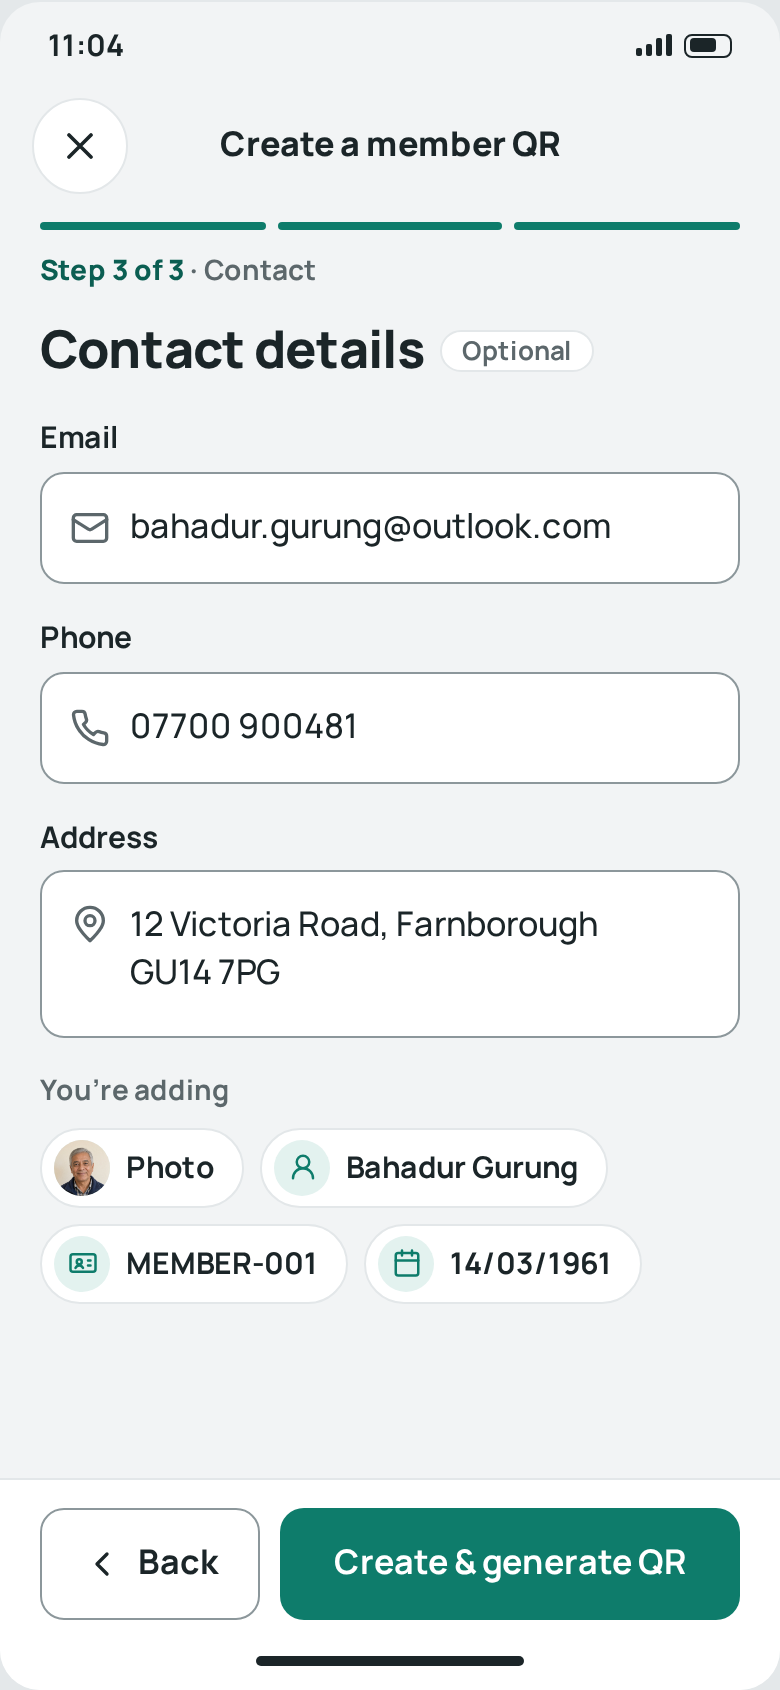 11:04
Create a member QR
Step 3 of 3 · Contact
Contact details Optional
Email
bahadur.gurung@outlook.com
Phone
07700 900481
Address
12 Victoria Road, Farnborough
GU14 7PG
You’re adding
Photo Bahadur Gurung
MEMBER-001 14/03/1961
Back Create & generate QR